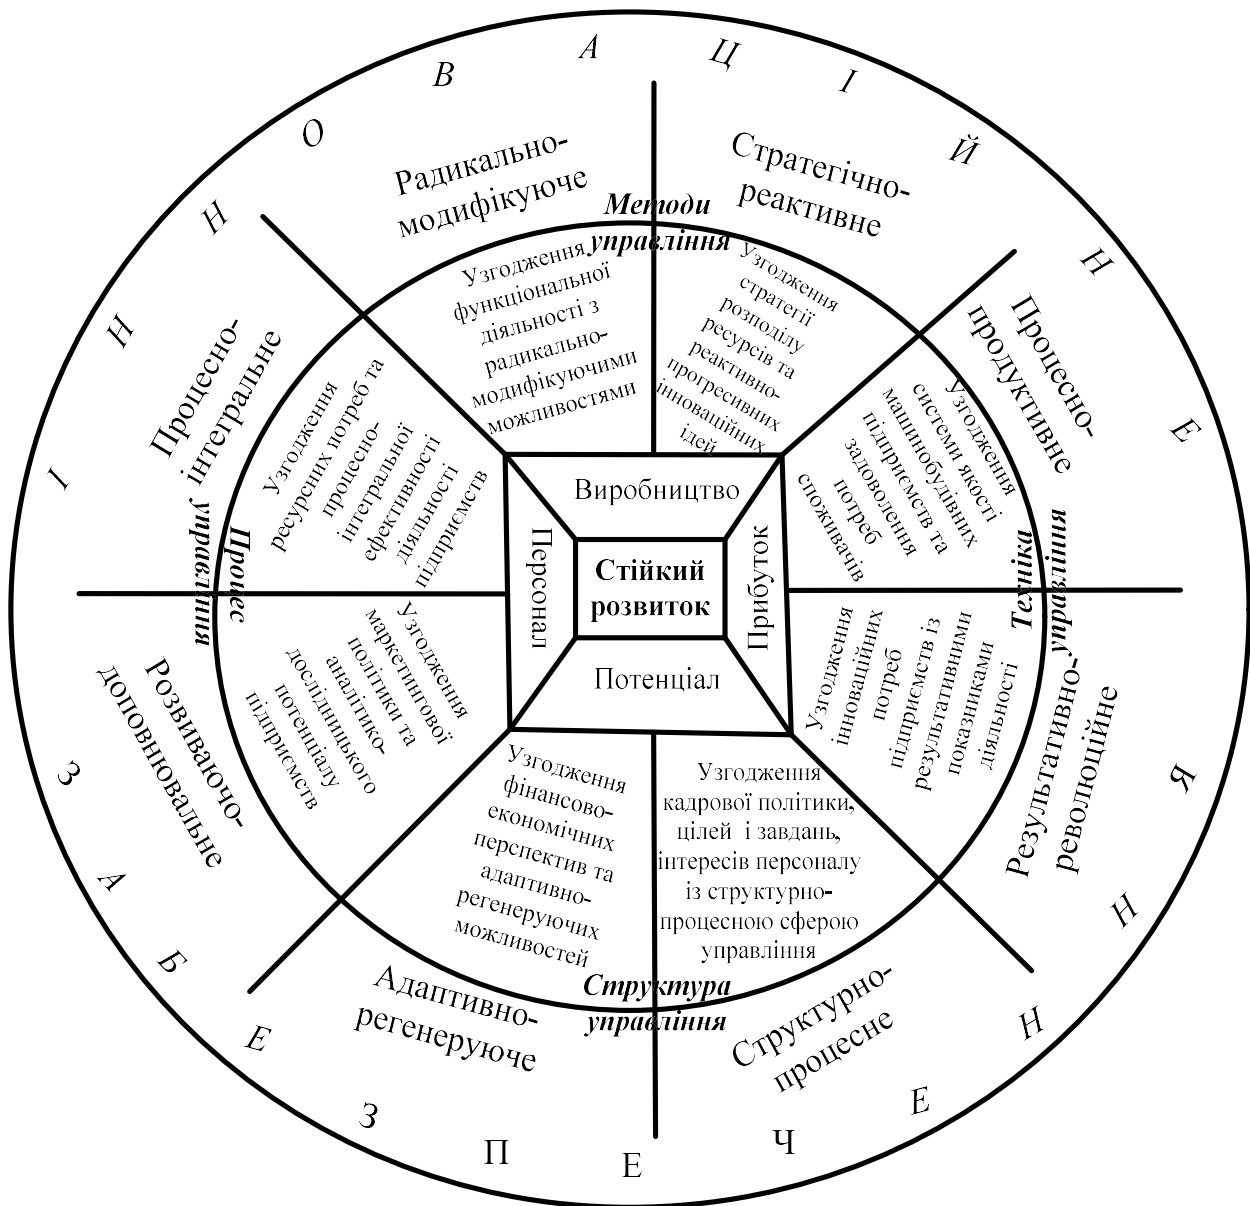 ІННОВАЦІЙНЕ
ЗАБЕЗПЕЧЕННЯ
Радикально-
модифікуюче
Стратегічно-
реактивне
Процесно-
продуктивне
Результативно-
революційне
Структурно-
процесне
Адаптивно-
регенеруюче
Розвиваючо-
доповнювальне
Процесно-
інтегральне
Методи
управління
Техніка
управління
Структура
управління
Процес
управління
Узгодження
функціональної
діяльності з
радикально-
модифікуючими
можливостями
Узгодження
стратегії
розподілу
ресурсів та
реактивно-
прогресивних
інноваційних
ідей
Узгодження
системи якості
машинобудівних
підприємств та
задоволення
потреб
споживачів
Узгодження
інноваційних
потреб
підприємств із
результативними
показниками
діяльності
Узгодження
кадрової політики,
цілей і завдань,
інтересів персоналу
із структурно-
процесною сферою
управління
Узгодження
фінансово-
економічних
перспектив та
адаптивно-
регенеруючих
можливостей
Узгодження
маркетингової
політики та
аналітико-
дослідницького
потенціалу
підприємств
Узгодження
ресурсних потреб та
процесно-
інтегральної
ефективності
діяльності
підприємств
Виробництво
Персонал
Стійкий
розвиток
Прибуток
Потенціал